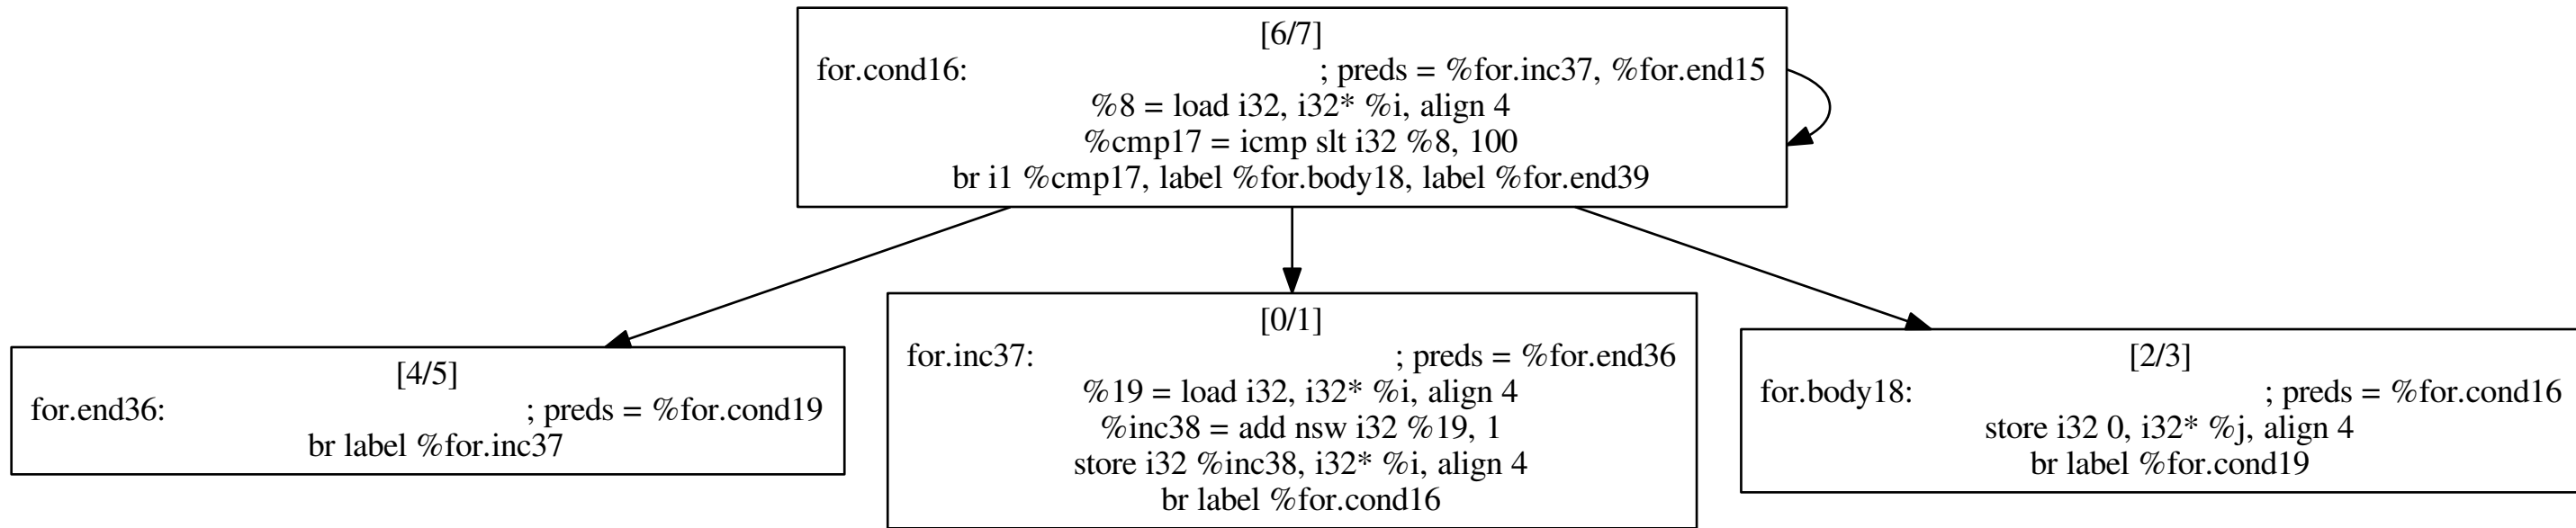 [6/7]
for.cond16: ; preds = %for.inc37, %for.end15
%8 = load i32, i32* %i, align 4
%cmp17 = icmp slt i32 %8, 100
br i1 %cmp17, label %for.body18, label %for.end39
[4/5]
for.end36: ; preds = %for.cond19
br label %for.inc37
[0/1]
for.inc37: ; preds = %for.end36
%19 = load i32, i32* %i, align 4
%inc38 = add nsw i32 %19, 1
store i32 %inc38, i32* %i, align 4
br label %for.cond16
[2/3]
for.body18: ; preds = %for.cond16
store i32 0, i32* %j, align 4
br label %for.cond19